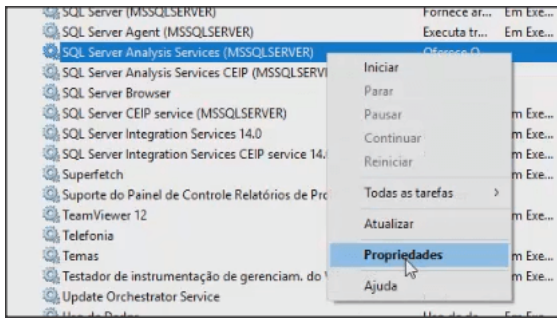 SQL Server (MSSQLSERVER) Fornece ar... Em Exe...
SQL Server Agent (MSSQLSERVER) Executa tr... Em Exe...
SQL Server Analysis Services (MSSQLSERVER) Oferece O
SQL Server Analysis Services CEIP (MSSQLSERVI
SQL Server Browser
SQL Server CEIP service (MSSQLSERVER) m Exe...
SQL Server Integration Services 14.0 m Exe...
SQL Server Integration Services CEIP service 14. m Exe...
Superfetch m Exe...
Suporte do Painel de Controle Relatórios de Pro
TeamViewer 12 m Exe...
Telefonia
Temas m Exe...
Testador de instrumentação de gerenciam. do m Exe...
Update Orchestrator Service
Iniciar
Parar
Pausar
Continuar
Reiniciar
Todas as tarefas >
Atualizar
Propriedades
Ajuda